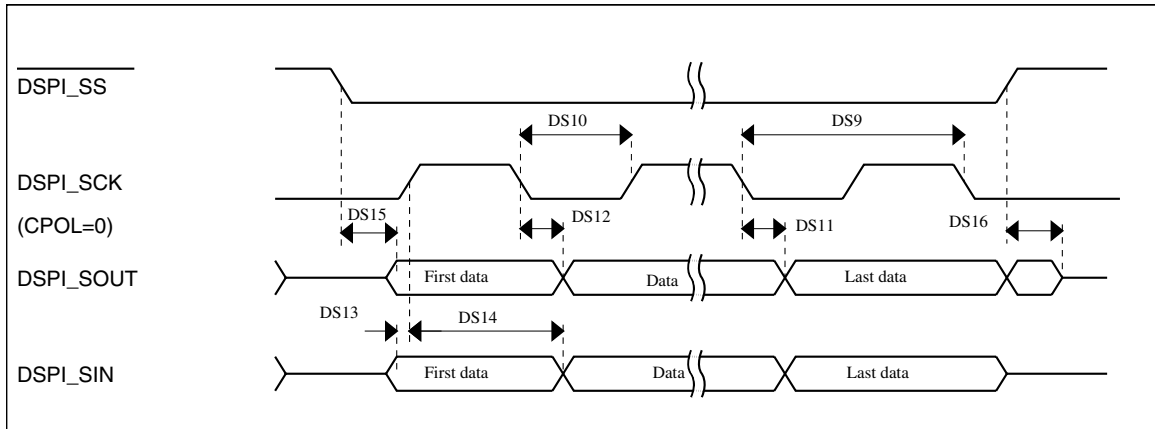 DSPI_SS
DS10
DS9
DSPI_SCK
(CPOL=0)
DS15
DS12
DS11
DS16
DSPI_SOUT
First data
Data
Last data
DS13
DS14
DSPI_SIN
First data
Data
Last data